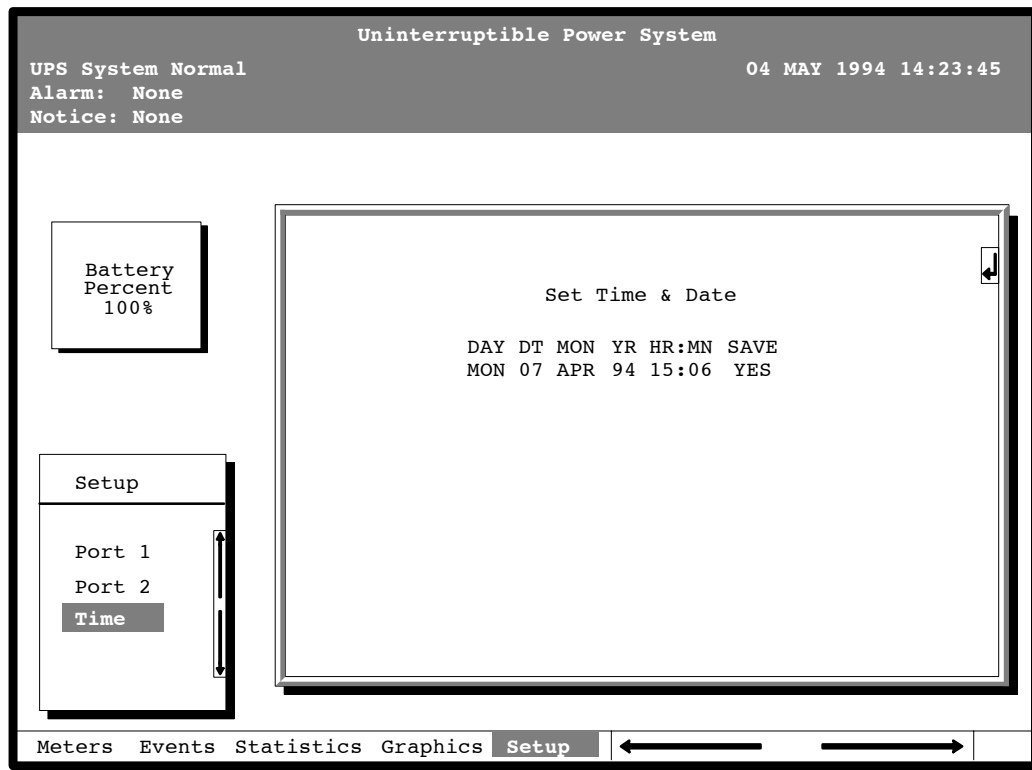 Uninterruptible Power System
UPS System Normal 04 MAY 1994 14:23:45
Alarm: None
Notice: None
Battery
Percent
100%
Set Time & Date
DAY DT MON YR HR:MN SAVE
MON 07 APR 94 15:06 YES
Setup
Port 1
Port 2
Time
Meters Events Statistics Graphics Setup